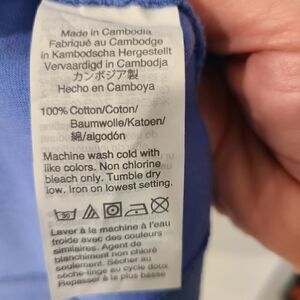 Made in Cambodia
Fabriqué au Cambodge
in Kambodscha Hergestellt
Vervaardigd in Cambodja
カンボジア製
Hecho en Camboya
100% Cotton/Coton/
Baumwolle/Katoen/
綿/algodón
Machine wash cold with
like colors. Non chlorine
bleach only. Tumble dry
low. Iron on lowest setting.
30
Laver à la machine à l'eau
froide avec des couleurs
similaires. Agent de
blanchiment non chloré
seulement. Sécher au
sèche-linge au cycle doux.
Repasser à la plus basse